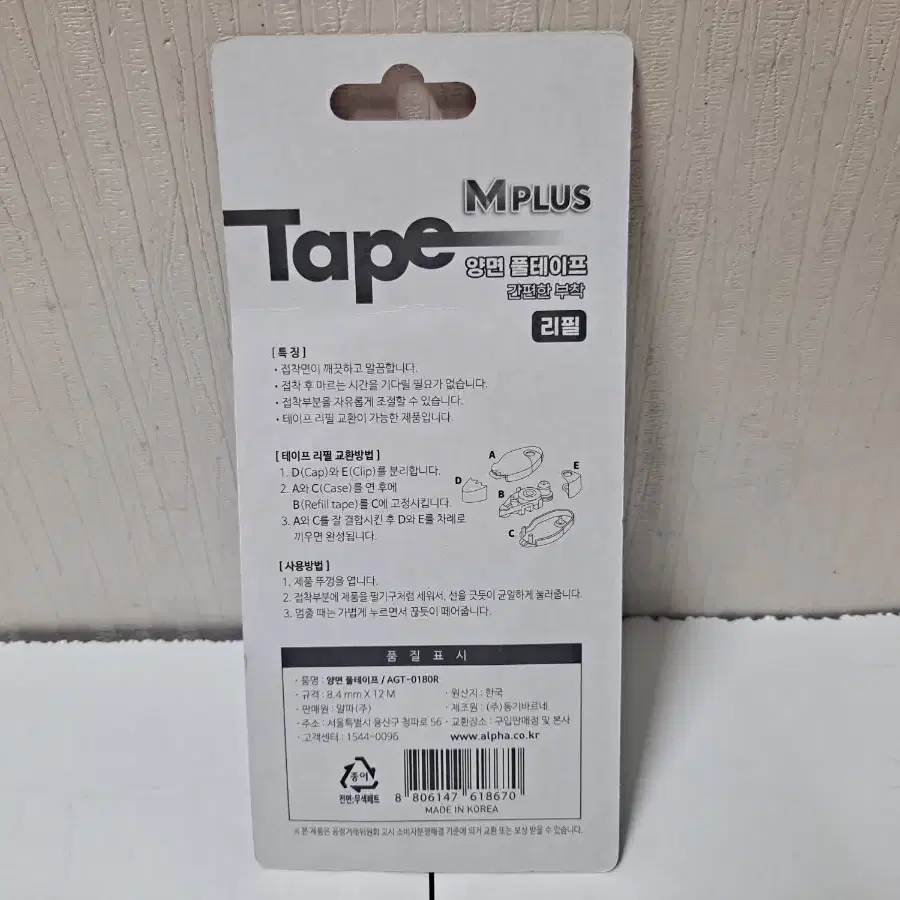 M PLUS
Tape
양면 풀테이프
간편한 부착
리필
[ 특 징 ]
• 접착면이 깨끗하고 말끔합니다.
• 접착 후 마르는 시간을 기다릴 필요가 없습니다.
• 접착부분을 자유롭게 조절할 수 있습니다.
• 테이프 리필 교환이 가능한 제품입니다.
[ 테이프 리필 교환방법 ]
1. D(Cap)와 E(Clip)를 분리합니다.
2. A와 C(Case)를 연 후에
B(Refill tape)를 C에 고정시킵니다.
3. A와 C를 잘 결합시킨 후 D와 E를 차례로
끼우면 완성됩니다.
A
E
D
B
C
[ 사용방법 ]
1. 제품 뚜껑을 엽니다.
2. 접착부분에 제품을 필기구처럼 세워서, 선을 긋듯이 균일하게 눌러줍니다.
3. 멈출 때는 가볍게 누르면서 끊듯이 떼어줍니다.
품 질 표 시
• 품명 : 양면 풀테이프 / AGT-0180R
• 규격 : 8.4 mm X 12 M • 원산지 : 한국
• 판매원 : 알파(주) • 제조원 : (주)동기바르네
• 주소 : 서울특별시 용산구 청파로 56 • 교환장소 : 구입판매점 및 본사
• 고객센터 : 1544-0096 www.alpha.co.kr
종이
전면:무색페트
8 806147 618670
MADE IN KOREA
※ 본 제품은 공정거래위원회 고시 소비자분쟁해결 기준에 의거 교환 또는 보상 받을 수 있습니다.